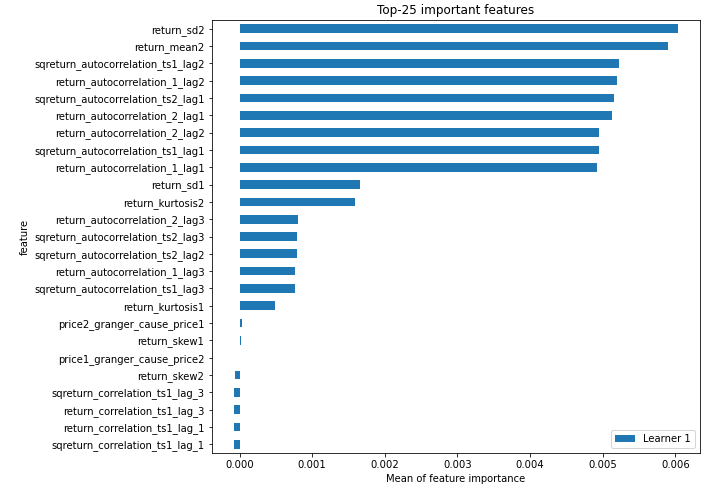 Top-25 important features
return_sd2
return_mean2
sqreturn_autocorrelation_ts1_lag2
return_autocorrelation_1_lag2
sqreturn_autocorrelation_ts2_lag1
return_autocorrelation_2_lag1
return_autocorrelation_2_lag2
sqreturn_autocorrelation_ts1_lag1
return_autocorrelation_1_lag1
return_sd1
return_kurtosis2
return_autocorrelation_2_lag3
sqreturn_autocorrelation_ts2_lag3
sqreturn_autocorrelation_ts2_lag2
return_autocorrelation_1_lag3
sqreturn_autocorrelation_ts1_lag3
return_kurtosis1
price2_granger_cause_price1
return_skew1
price1_granger_cause_price2
return_skew2
sqreturn_correlation_ts1_lag_3
return_correlation_ts1_lag_3
return_correlation_ts1_lag_1
sqreturn_correlation_ts1_lag_1
feature
Learner 1
0.000 0.001 0.002 0.003 0.004 0.005 0.006
Mean of feature importance